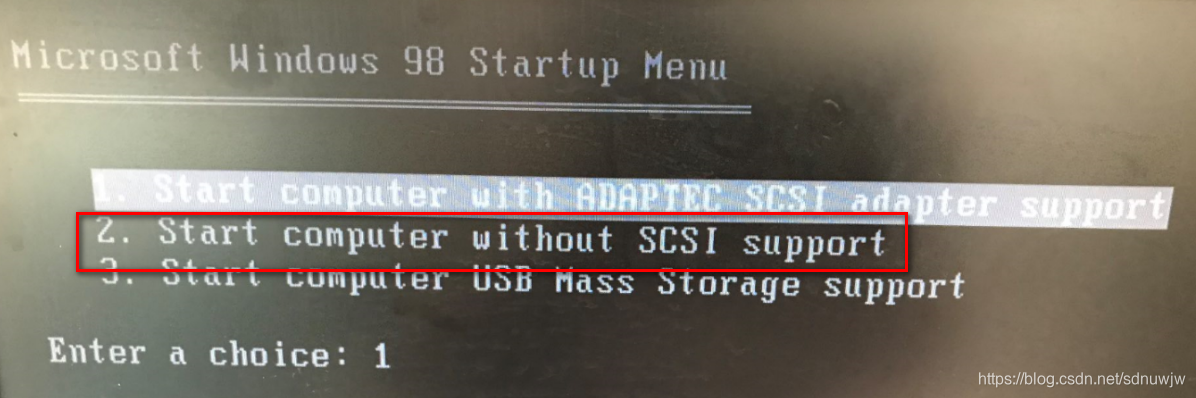 Microsoft Windows 98 Startup Menu
1. Start computer with ADAPTEC SCSI adapter support
2. Start computer without SCSI support
3. Start computer USB Mass Storage support
Enter a choice: 1
https://blog.csdn.net/sdnuwjw